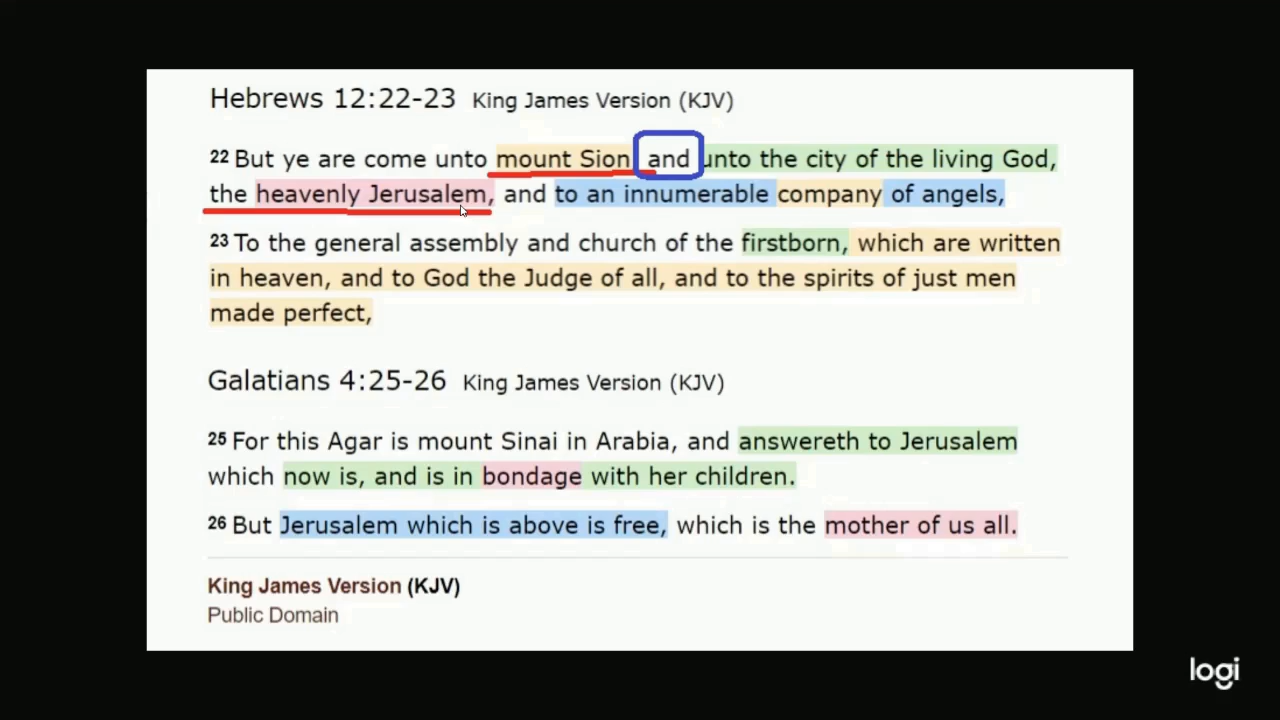 Hebrews 12:22-23 King James Version (KJV)
22 But ye are come unto mount Sion, and unto the city of the living God,
the heavenly Jerusalem, and to an innumerable company of angels,
23 To the general assembly and church of the firstborn, which are written
in heaven, and to God the Judge of all, and to the spirits of just men
made perfect,
Galatians 4:25-26 King James Version (KJV)
25 For this Agar is mount Sinai in Arabia, and answereth to Jerusalem
which now is, and is in bondage with her children.
26 But Jerusalem which is above is free, which is the mother of us all.
King James Version (KJV)
Public Domain
logi